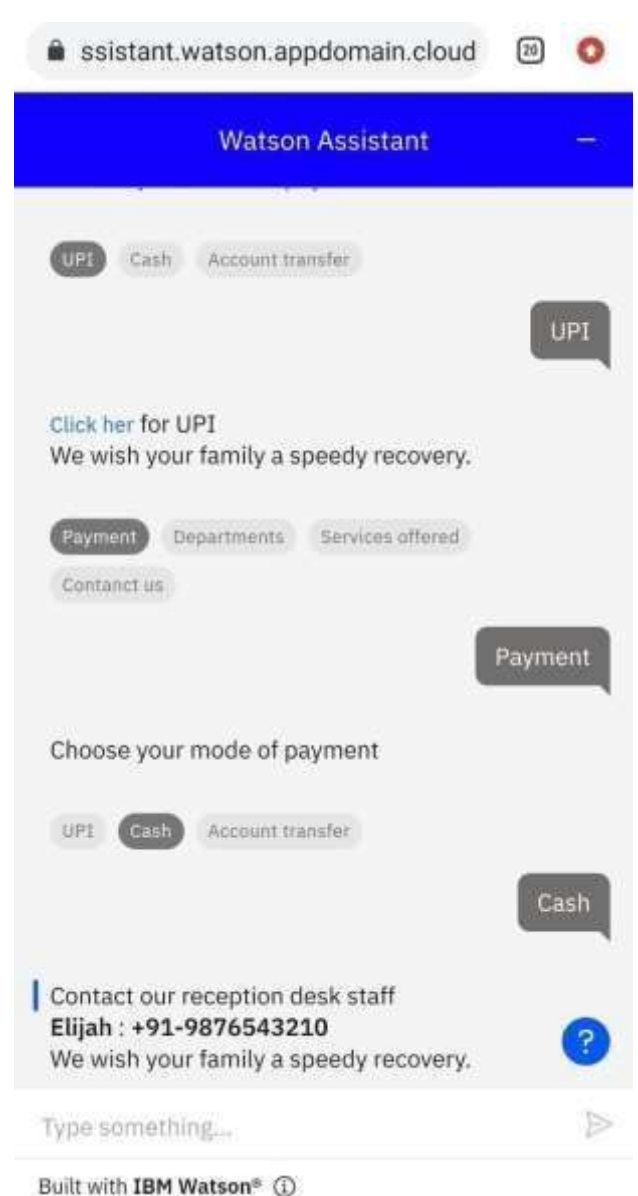 ssistant.watson.appdomain.cloud 20
Watson Assistant
UPI Cash Account transfer
UPI
Click her for UPI
We wish your family a speedy recovery.
Payment Departments Services offered
Contanct us
Payment
Choose your mode of payment
UPI Cash Account transfer
Cash
Contact our reception desk staff
Elijah : +91-9876543210
We wish your family a speedy recovery.
?
Type something...
Built with IBM Watson®